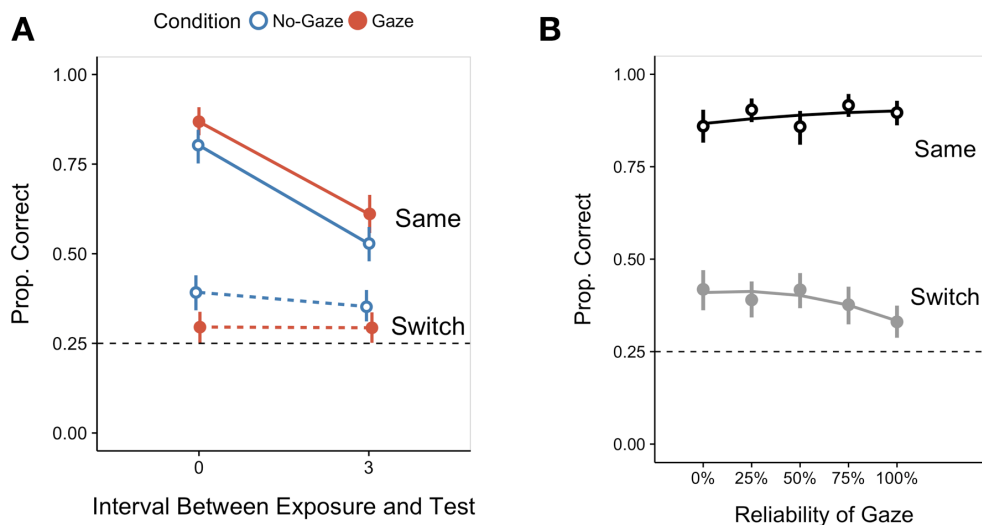 A
Condition No-Gaze Gaze
1.00
0.75
0.50
0.25
0.00
Prop. Correct
Same
Switch
0 3
Interval Between Exposure and Test
B
1.00
0.75
0.50
0.25
0.00
Prop. Correct
Same
Switch
0% 25% 50% 75% 100%
Reliability of Gaze